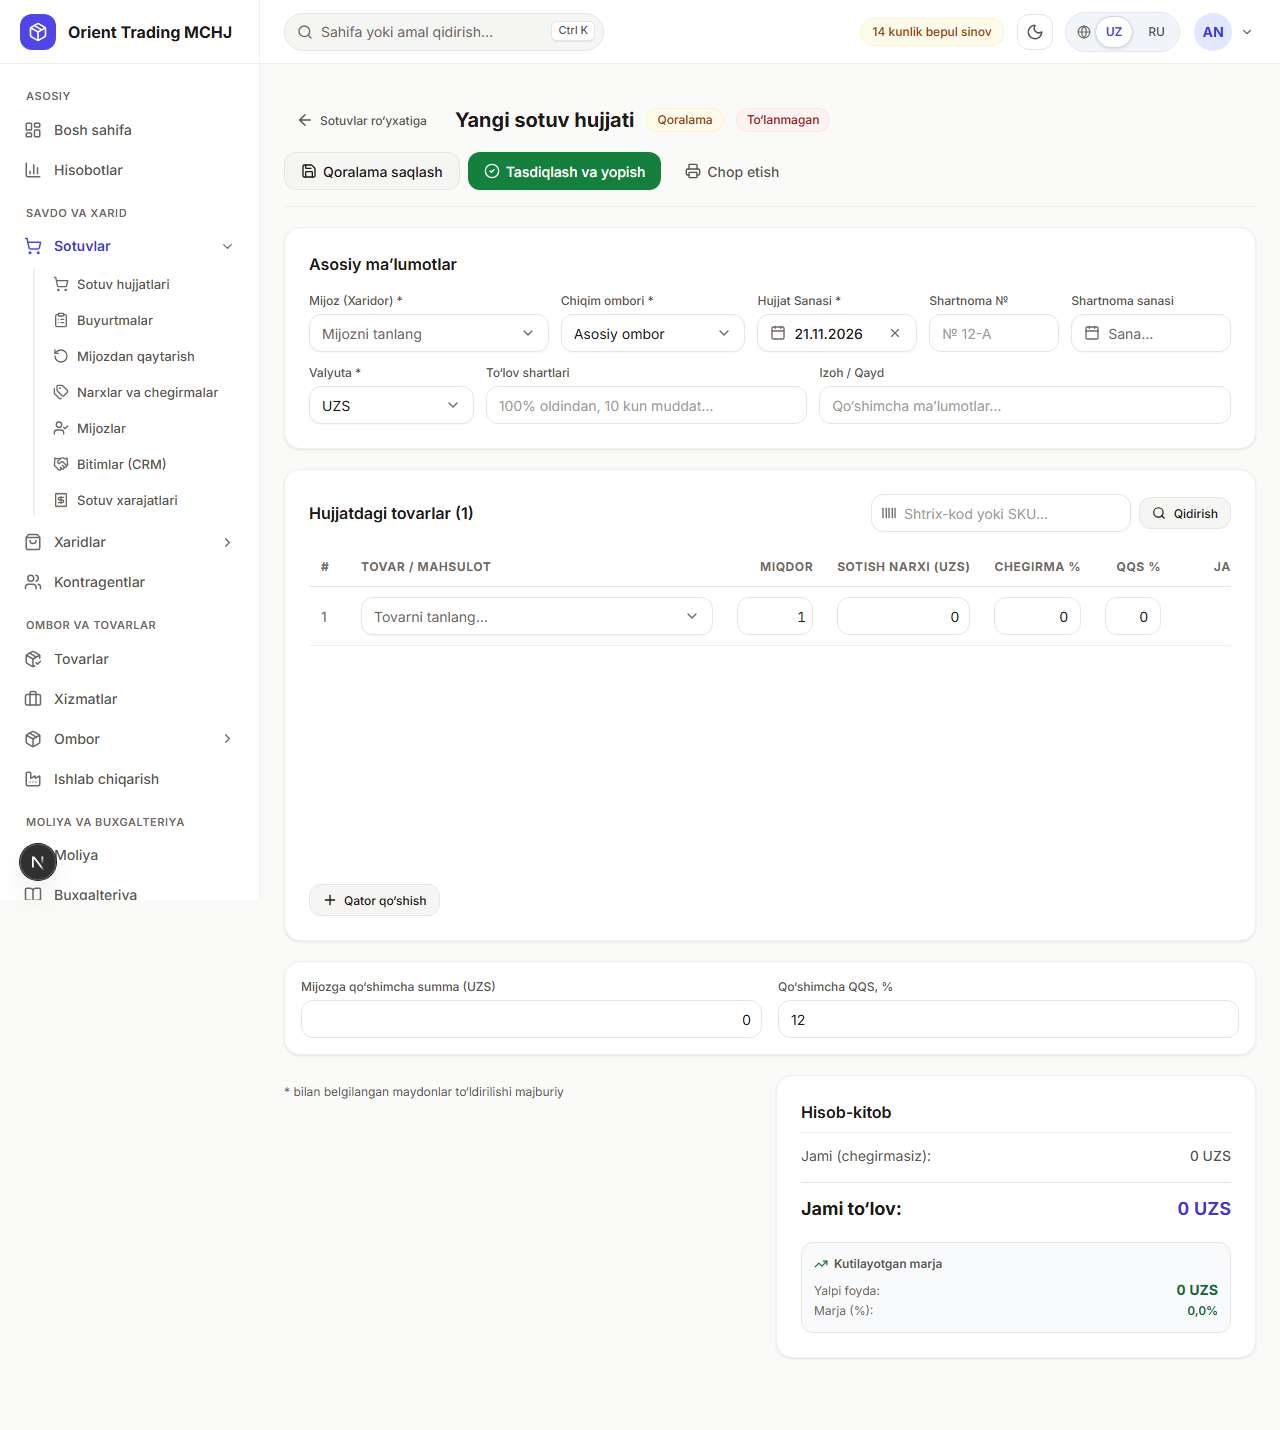 Orient Trading MCHJ
Sahifa yoki amal qidirish...
Ctrl K
14 kunlik bepul sinov
UZ
RU
AN
ASOSIY
Bosh sahifa
Hisobotlar
SAVDO VA XARID
Sotuvlar
Sotuv hujjatlari
Buyurtmalar
Mijozdan qaytarish
Narxlar va chegirmalar
Mijozlar
Bitimlar (CRM)
Sotuv xarajatlari
Xaridlar
Kontragentlar
OMBOR VA TOVARLAR
Tovarlar
Xizmatlar
Ombor
Ishlab chiqarish
MOLIYA VA BUXGALTERIYA
Moliya
Buxgalteriya
N
Sotuvlar ro‘yxatiga
Yangi sotuv hujjati
Qoralama
To‘lanmagan
Qoralama saqlash
Tasdiqlash va yopish
Chop etish
Asosiy ma’lumotlar
Mijoz (Xaridor) *
Chiqim ombori *
Hujjat Sanasi *
Shartnoma №
Shartnoma sanasi
Mijozni tanlang
Asosiy ombor
21.11.2026
№ 12-A
Sana...
Valyuta *
To‘lov shartlari
Izoh / Qayd
UZS
100% oldindan, 10 kun muddat...
Qo‘shimcha ma’lumotlar...
Hujjatdagi tovarlar (1)
Shtrix-kod yoki SKU...
Qidirish
# TOVAR / MAHSULOT MIQDOR SOTISH NARXI (UZS) CHEGIRMA % QQS % JA
1 Tovarni tanlang... 1 0 0 0
Qator qo‘shish
Mijozga qo‘shimcha summa (UZS)
Qo‘shimcha QQS, %
0
12
* bilan belgilangan maydonlar to‘ldirilishi majburiy
Hisob-kitob
Jami (chegirmasiz): 0 UZS
Jami to‘lov: 0 UZS
Kutilayotgan marja
Yalpi foyda: 0 UZS
Marja (%): 0,0%